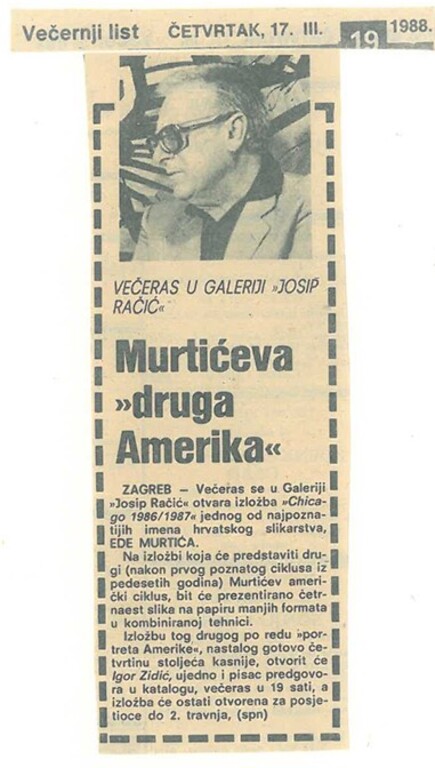 Večernji list ČETVRTAK, 17. III. 19 1988.
VEČERAS U GALERIJI »JOSIP
RAČIĆ«
Murtićeva
»druga
Amerika«
ZAGREB — Večeras se u Galeriji
»Josip Račić« otvara izložba »Chica-
go 1986/1987« jednog od najpozna-
tijih imena hrvatskog slikarstva,
EDE MURTIĆA.
Na izložbi koja će predstaviti dru-
gi (nakon prvog poznatog ciklusa iz
pedesetih godina) Murtićev ameri-
čki ciklus, bit će prezentirano četr-
naest slika na papiru manjih formata
u kombiniranoj tehnici.
Izložbu tog drugog po redu »por-
treta Amerike«, nastalog gotovo če-
tvrtinu stoljeća kasnije, otvorit će
Igor Zidić, ujedno i pisac predgovo-
ra u katalogu, večeras u 19 sati, a
izložba će ostati otvorena za posje-
tioce do 2. travnja, (spn)